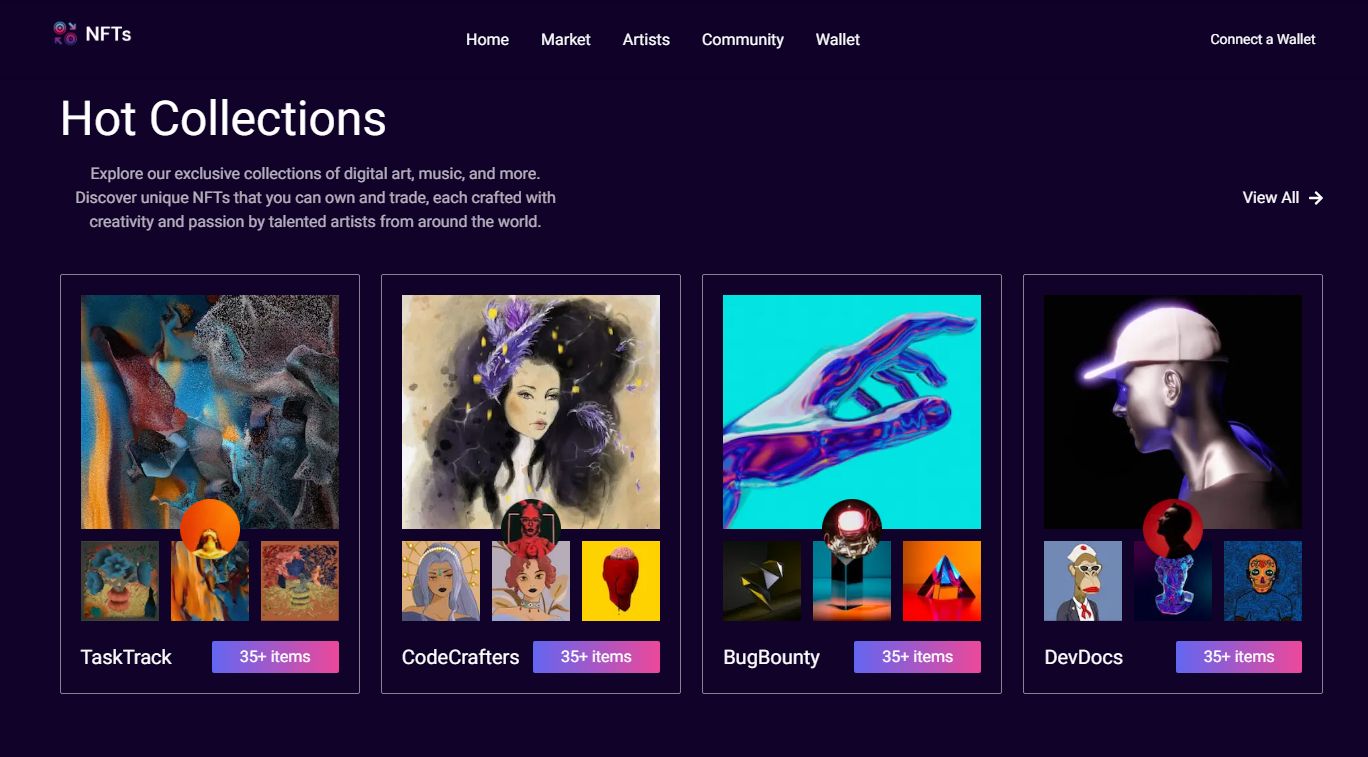 NFTs
Home Market Artists Community Wallet
Connect a Wallet
Hot Collections
Explore our exclusive collections of digital art, music, and more.
Discover unique NFTs that you can own and trade, each crafted with
creativity and passion by talented artists from around the world.
View All
TaskTrack
35+ items
CodeCrafters
35+ items
BugBounty
35+ items
DevDocs
35+ items